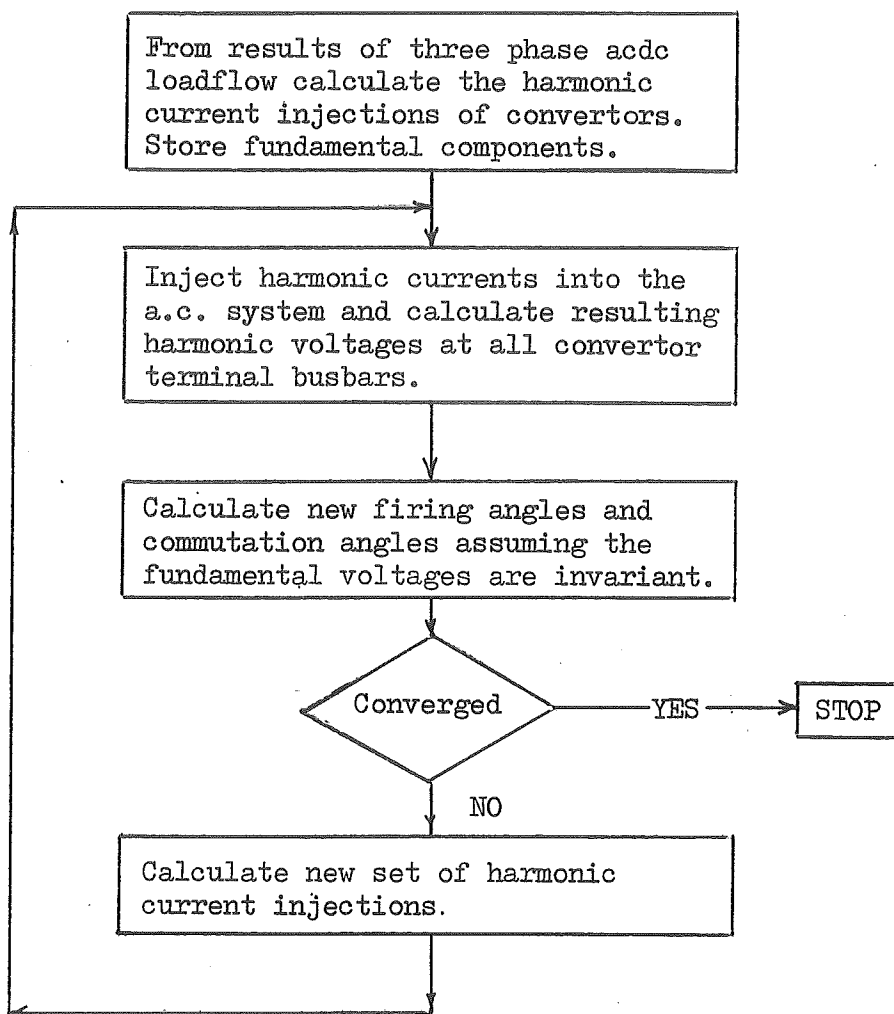 From results of three phase acdc
loadflow calculate the harmonic
current injections of convertors.
Store fundamental components.
Inject harmonic currents into the
a.c. system and calculate resulting
harmonic voltages at all convertor
terminal busbars.
Calculate new firing angles and
commutation angles assuming the
fundamental voltages are invariant.
Converged
YES
STOP
NO
Calculate new set of harmonic
current injections.